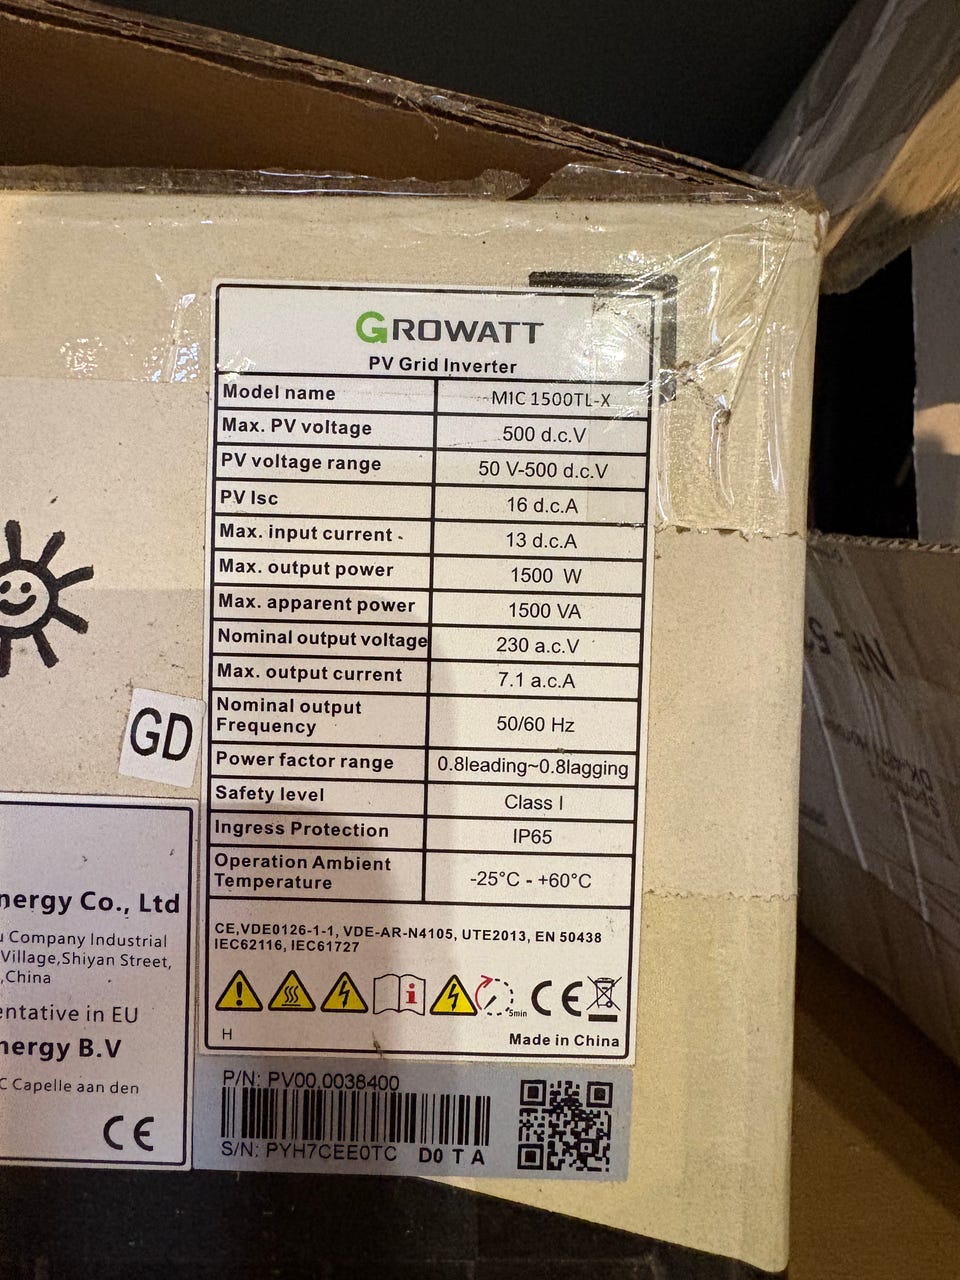 GROWATT
PV Grid Inverter
Model name MIC 1500TL-X
Max. PV voltage 500 d.c.V
PV voltage range 50 V-500 d.c.V
PV Isc 16 d.c.A
Max. input current 13 d.c.A
Max. output power 1500 W
Max. apparent power 1500 VA
Nominal output voltage 230 a.c.V
Max. output current 7.1 a.c.A
Nominal output
Frequency 50/60 Hz
Power factor range 0.8leading~0.8lagging
Safety level Class I
Ingress Protection IP65
Operation Ambient
Temperature -25°C - +60°C
CE,VDE0126-1-1, VDE-AR-N4105, UTE2013, EN 50438
IEC62116, IEC61727
5min CE
H Made in China
P/N: PV00.0038400
S/N: PYH7CEE0TC D0 T A
GD
nergy Co., Ltd
u Company Industrial
Village,Shiyan Street,
,China
entative in EU
nergy B.V
C Capelle aan den
CE